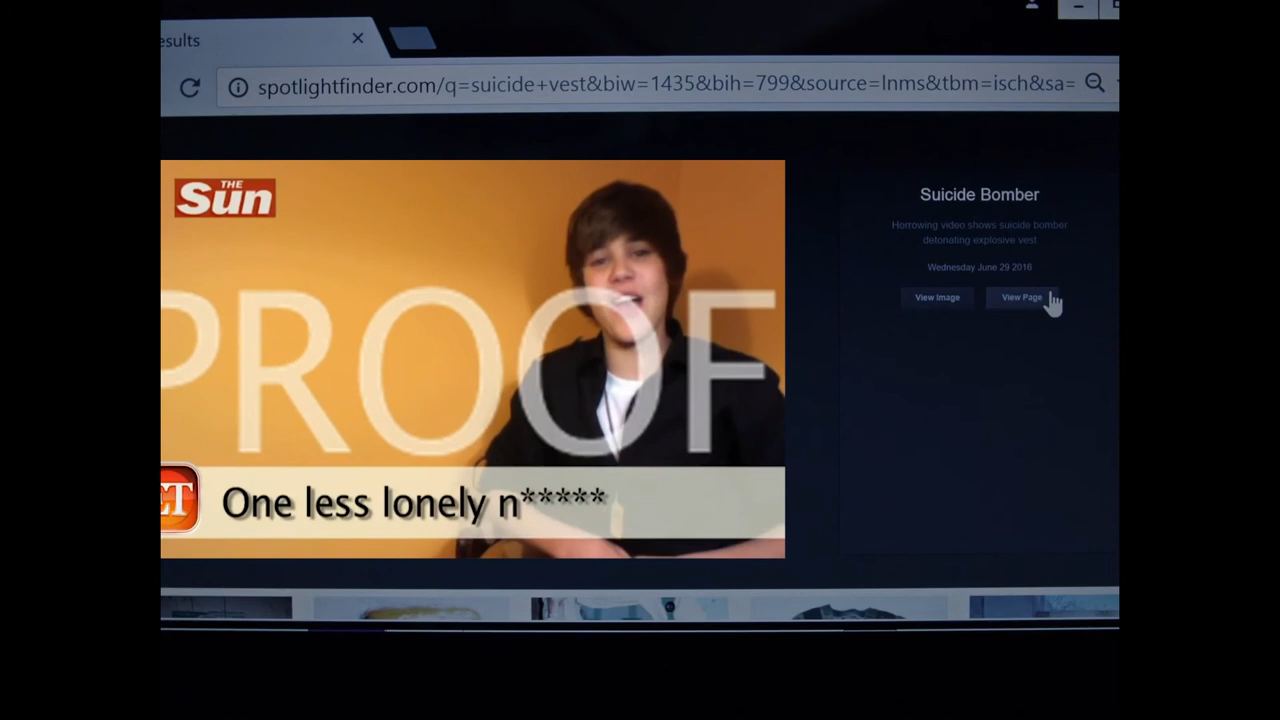 esults
spotlightfinder.com/q=suicide+vest&biw=1435&bih=799&source=lnms&tbm=isch&sa=
THE
Sun
Suicide Bomber
Horrowing video shows suicide bomber
detonating explosive vest
Wednesday June 29 2016
View Image
View Page
PROOF
ET
One less lonely n*****